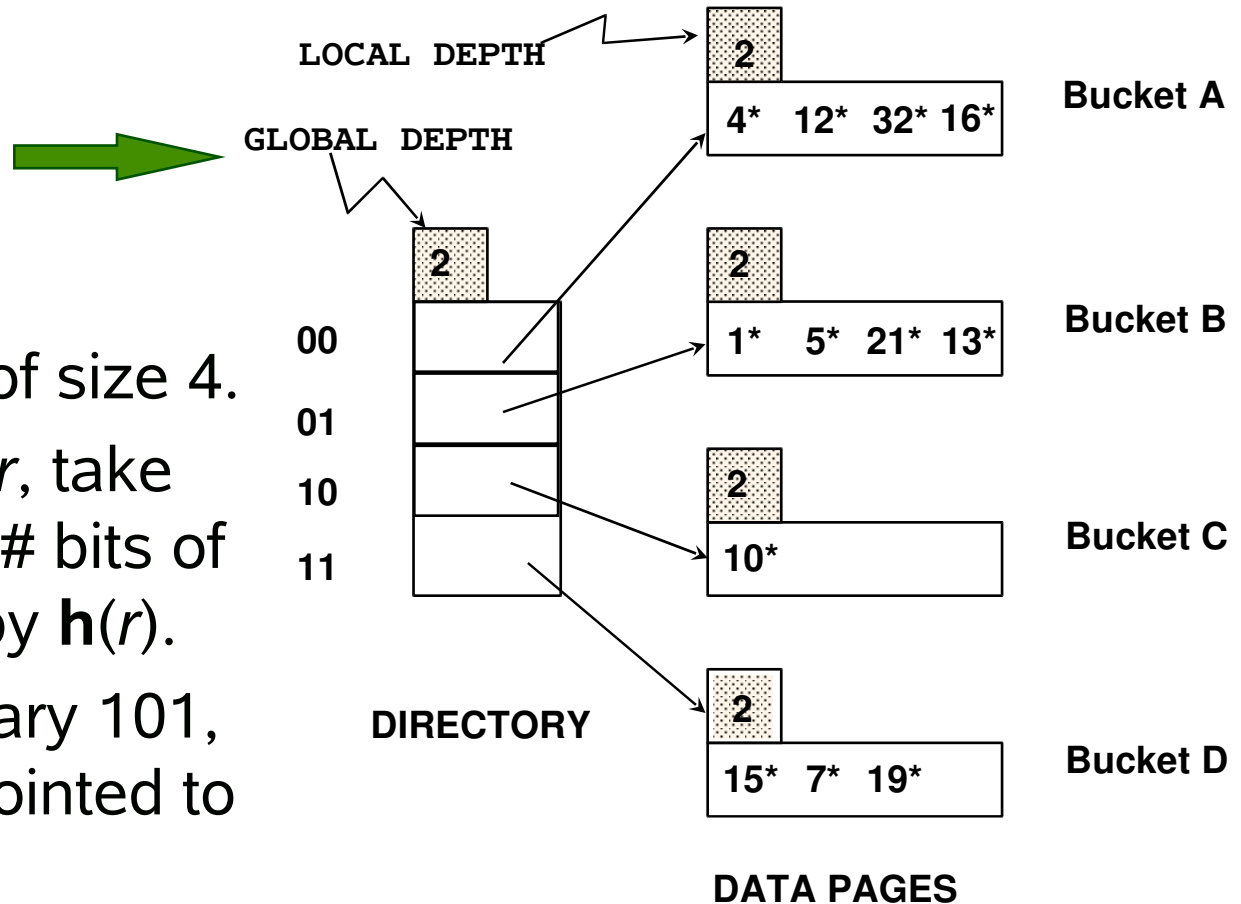 LOCAL DEPTH
GLOBAL DEPTH
2
4* 12* 32* 16*
Bucket A
2
00
01
10
11
2
1* 5* 21* 13*
Bucket B
2
10*
Bucket C
2
15* 7* 19*
Bucket D
DIRECTORY
DATA PAGES
of size 4.
r, take
# bits of
by h(r).
ary 101,
ointed to